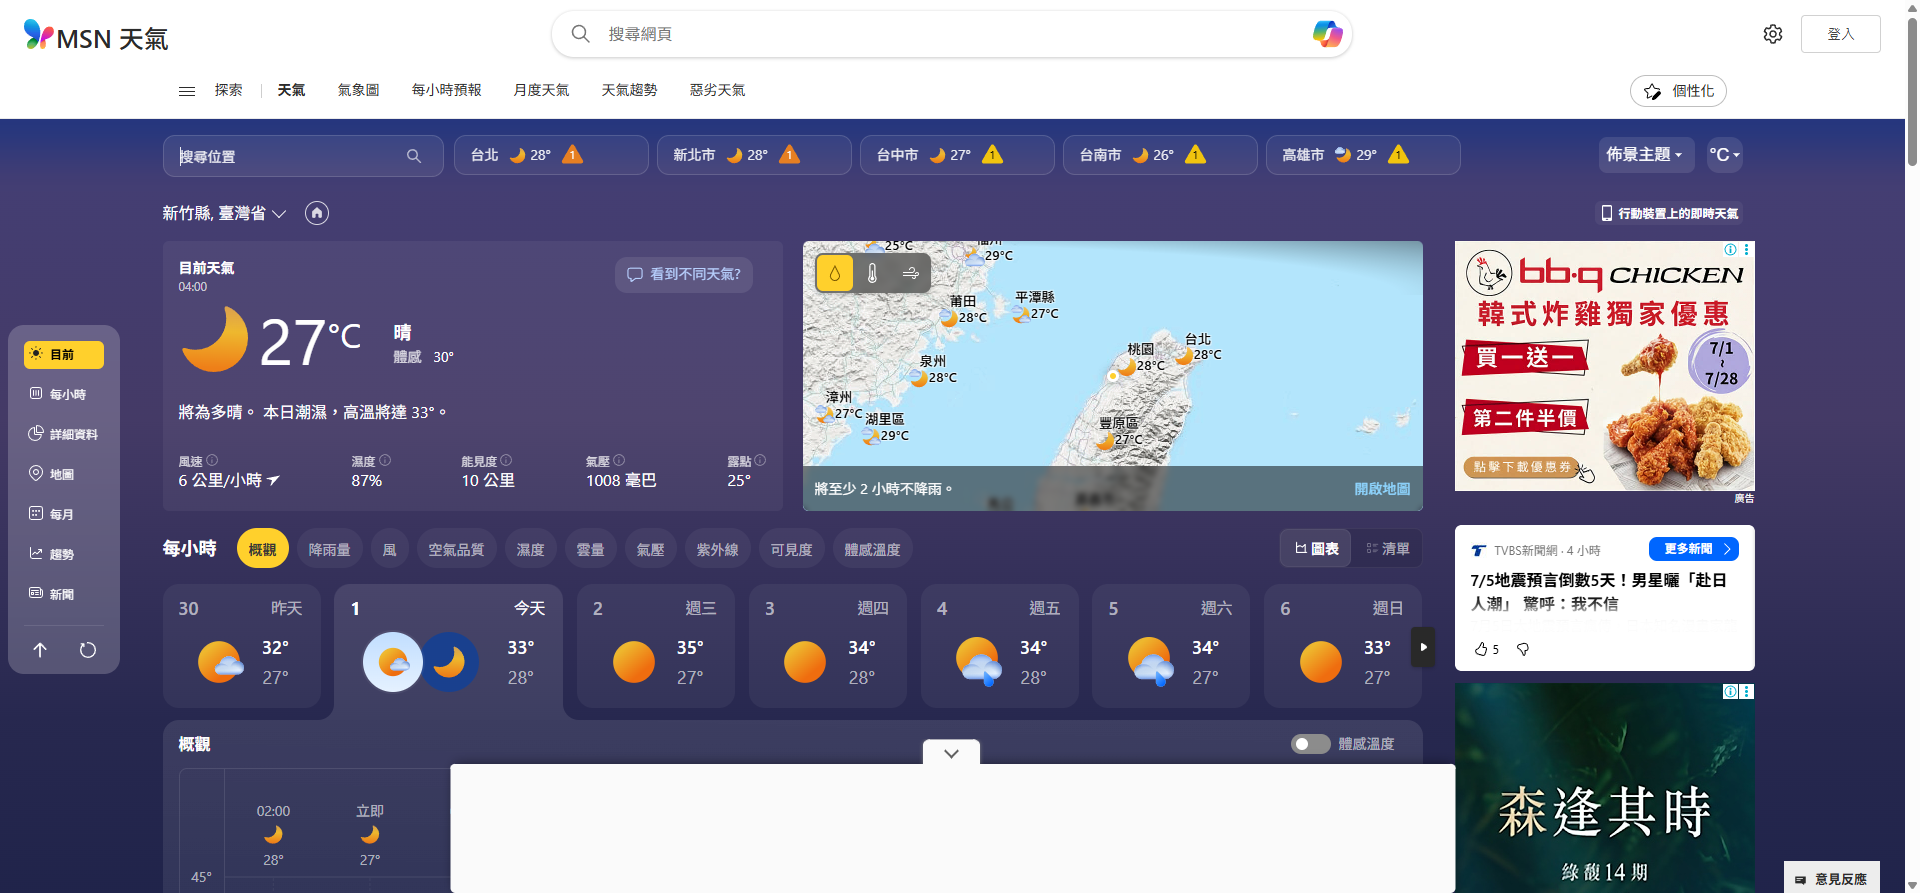 MSN 天氣
搜尋網頁
登入
探索
天氣
氣象圖
每小時預報
月度天氣
天氣趨勢
惡劣天氣
個性化
搜尋位置
台北 28° 1
新北市 28° 1
台中市 27° 1
台南市 26° 1
高雄市 29° 1
佈景主題
°C
新竹縣, 臺灣省
行動裝置上的即時天氣
目前天氣
04:00
看到不同天氣?
27°C
晴
體感 30°
將為多晴。 本日潮濕，高溫將達 33°。
風速
6 公里/小時
濕度
87%
能見度
10 公里
氣壓
1008 毫巴
露點
25°
25°C
29°C
莆田
28°C
平潭縣
27°C
泉州
28°C
漳州
27°C
湖里區
29°C
桃園
28°C
台北
28°C
豐原區
27°C
將至少 2 小時不降雨。
開啟地圖
目前
每小時
詳細資料
地圖
每月
趨勢
新聞
每小時
概觀
降雨量
風
空氣品質
濕度
雲量
氣壓
紫外線
可見度
體感溫度
圖表
清單
30 昨天
32°
27°
1 今天
33°
28°
2 週三
35°
27°
3 週四
34°
28°
4 週五
34°
28°
5 週六
34°
27°
6 週日
33°
27°
概觀
體感溫度
02:00
28°
立即
27°
45°
bb.q CHICKEN
韓式炸雞獨家優惠
買一送一
7/1
~
7/28
第二件半價
點擊下載優惠券
廣告
TVBS新聞網 · 4 小時
更多新聞
7/5地震預言倒數5天！男星曬「赴日
人潮」 驚呼：我不信
5
森逢其時
綠馥14期
意見反應